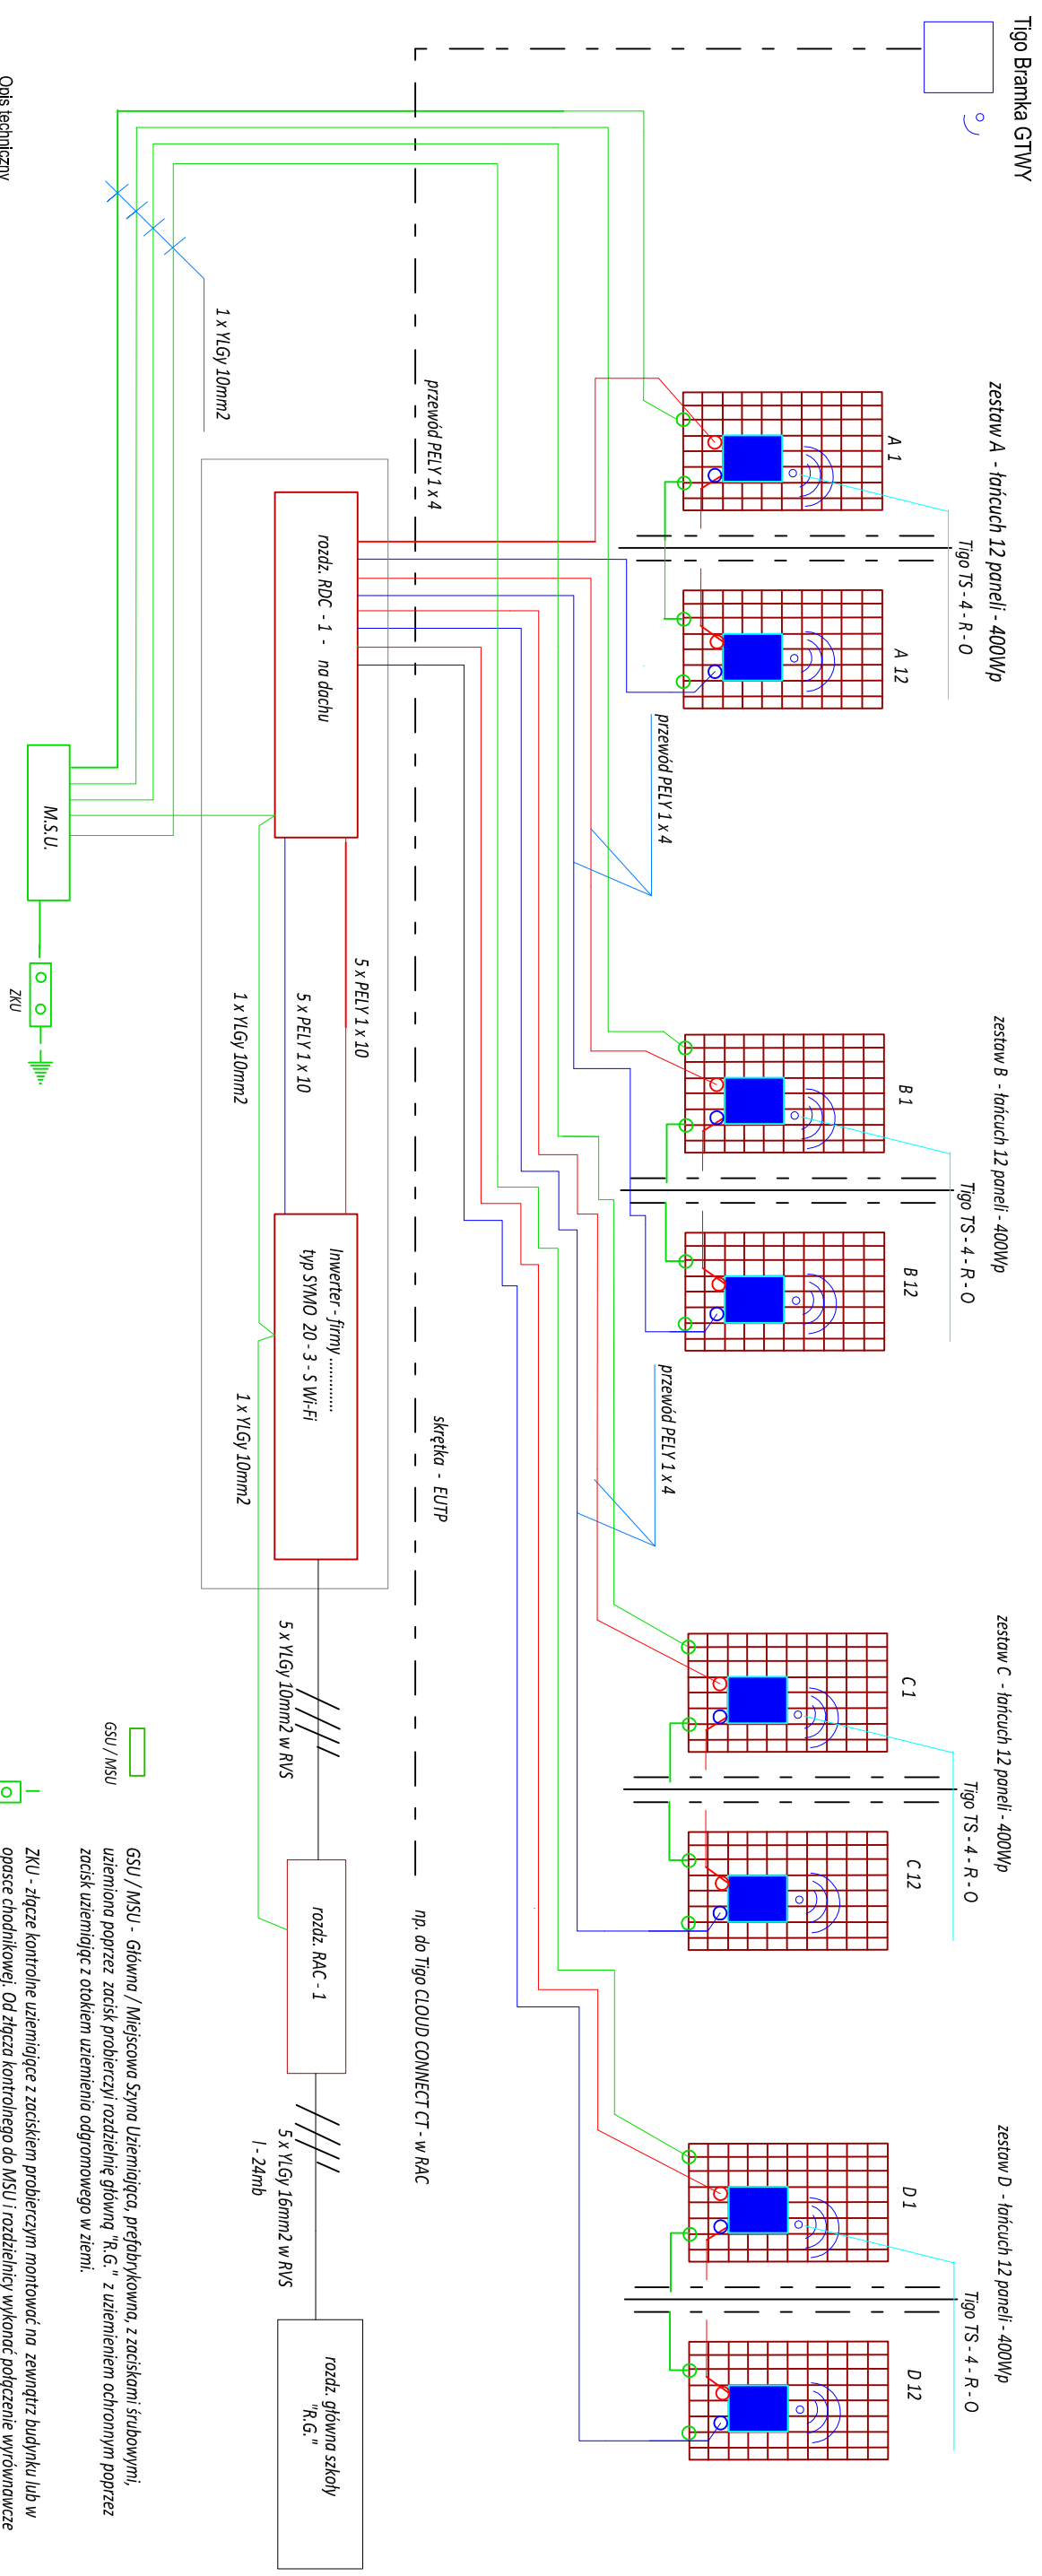 Tigo Bramka GTWY
zestaw A - łańcuch 12 paneli - 400Wp
Tigo TS - 4 - R - O
A 1
A 12
przewód PELY 1 x 4
zestaw B - łańcuch 12 paneli - 400Wp
Tigo TS - 4 - R - O
B 1
B 12
przewód PELY 1 x 4
zestaw C - łańcuch 12 paneli - 400Wp
Tigo TS - 4 - R - O
C 1
C 12
zestaw D - łańcuch 12 paneli - 400Wp
Tigo TS - 4 - R - O
D 1
D 12
przewód PELY 1 x 4
skrętka - EUTP
np. do Tigo CLOUD CONNECT CT - w RAC
1 x YLGy 10mm2
rozdz. RDC - 1 - na dachu
5 x PELY 1 x 10
5 x PELY 1 x 10
1 x YLGy 10mm2
Inwerter - firmy .............
typ SYMO 20 - 3 - S Wi-Fi
1 x YLGy 10mm2
5 x YLGy 10mm2 w RVS
rozdz. RAC - 1
5 x YLGy 16mm2 w RVS
l - 24mb
rozdz. główna szkoły
"R.G."
M.S.U.
ZKU
Opis techniczny
GSU / MSU
GSU / MSU - Główna / Miejscowa Szyna Uziemiająca, prefabrykowna, z zaciskami śrubowymi,
uziemiona poprzez zacisk probierczyi rozdzielnię główną "R.G." z uziemieniem ochronnym poprzez
zacisk uziemiając z otokiem uziemienia odgromowego w ziemi.
ZKU - złącze kontrolne uziemiające z zaciskiem probierczym montować na zewnątrz budynku lub w
opasce chodnikowej. Od złącza kontrolnego do MSU i rozdzielnicy wykonać połączenie wyrównawcze